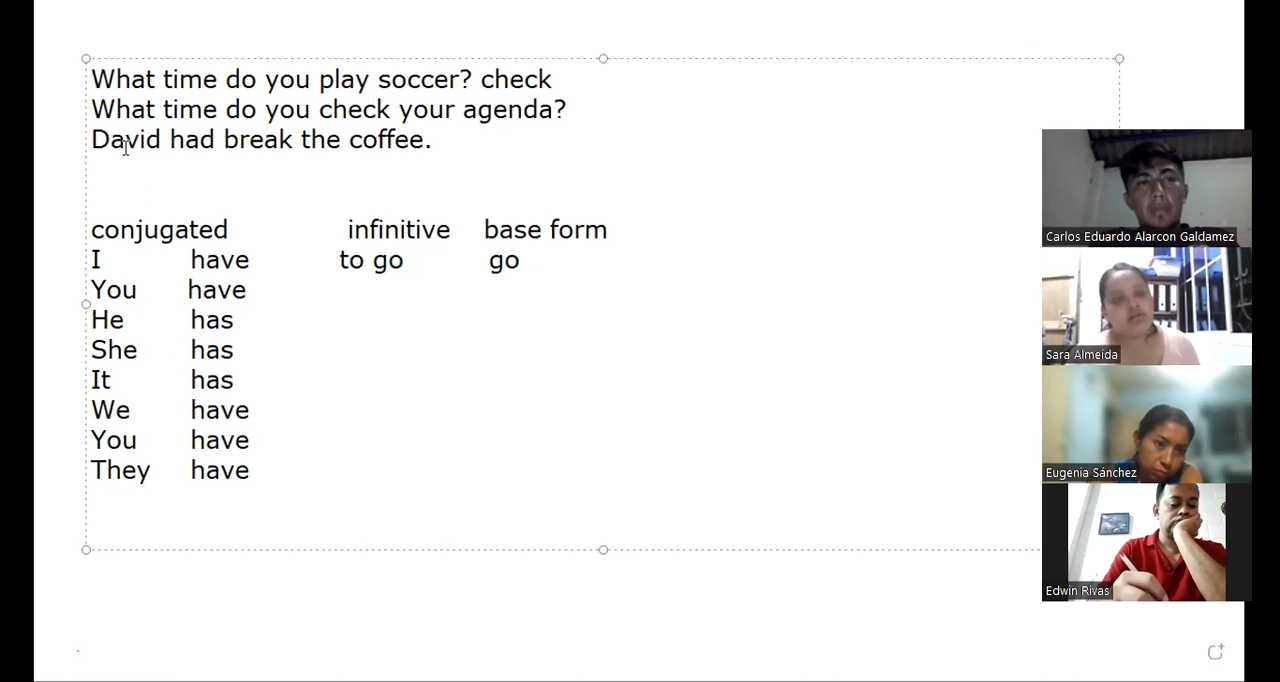 What time do you play soccer? check
What time do you check your agenda?
David had break the coffee.
conjugated infinitive base form
I have to go go
You have
He has
She has
It has
We have
You have
They have
Carlos Eduardo Alarcon Galdamez
Sara Almeida
Eugenia Sánchez
Edwin Rivas